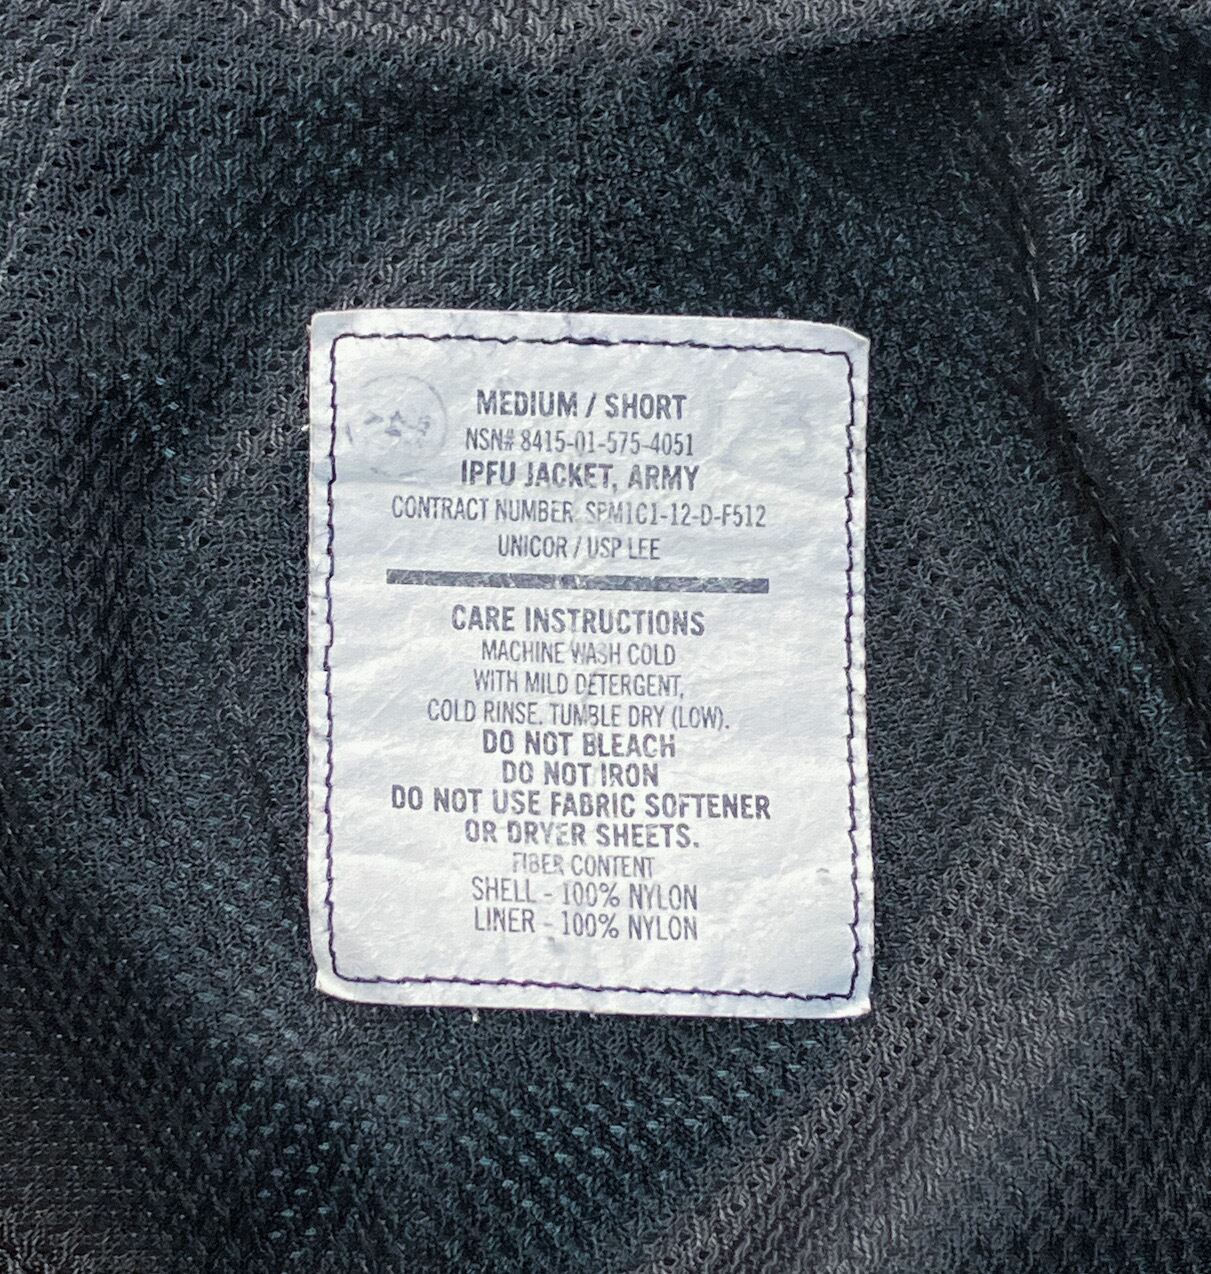 MEDIUM / SHORT
NSN# 8415-01-575-4051
IPFU JACKET, ARMY
CONTRACT NUMBER SPM1C1-12-D-F512
UNICOR / USP LEE
CARE INSTRUCTIONS
MACHINE WASH COLD
WITH MILD DETERGENT,
COLD RINSE. TUMBLE DRY (LOW).
DO NOT BLEACH
DO NOT IRON
DO NOT USE FABRIC SOFTENER
OR DRYER SHEETS.
FIBER CONTENT
SHELL - 100% NYLON
LINER - 100% NYLON